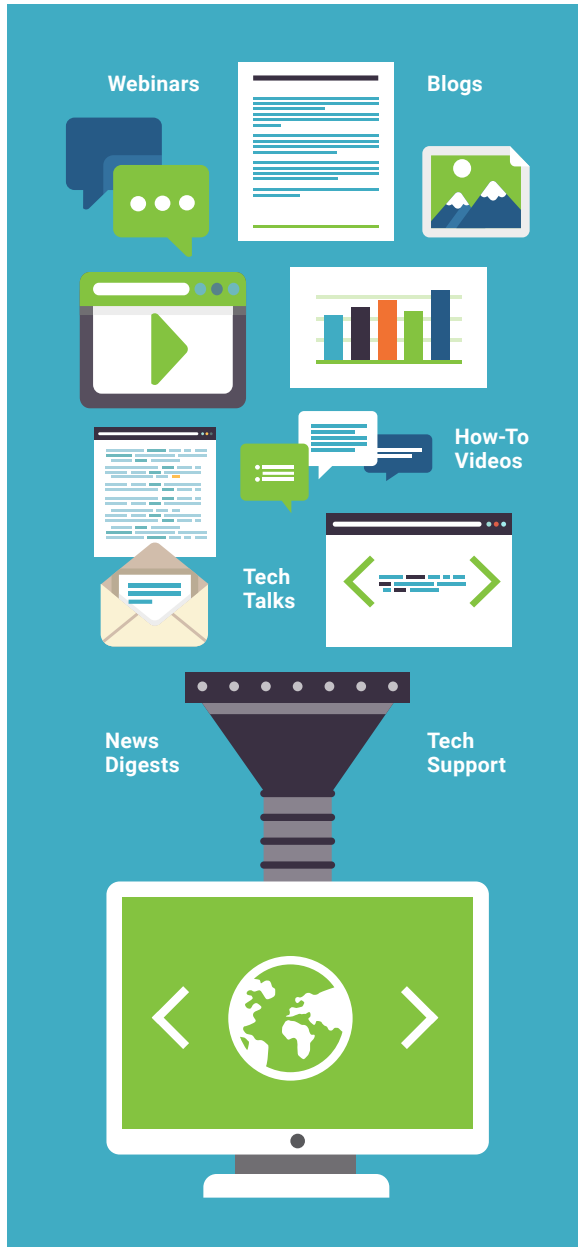 Webinars
Blogs
How-To
Videos
Tech
Talks
News
Digests
Tech
Support